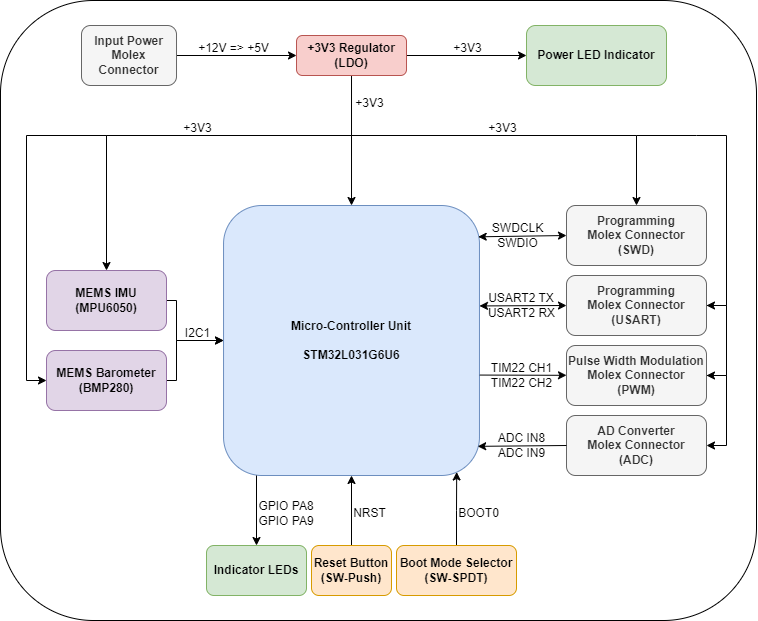 Input Power
Molex
Connector
+12V => +5V
+3V3 Regulator
(LDO)
+3V3
Power LED Indicator
+3V3
+3V3
+3V3
MEMS IMU
(MPU6050)
MEMS Barometer
(BMP280)
I2C1
Micro-Controller Unit
STM32L031G6U6
SWDCLK
SWDIO
Programming
Molex Connector
(SWD)
USART2 TX
USART2 RX
Programming
Molex Connector
(USART)
TIM22 CH1
TIM22 CH2
Pulse Width Modulation
Molex Connector
(PWM)
ADC IN8
ADC IN9
AD Converter
Molex Connector
(ADC)
GPIO PA8
GPIO PA9
NRST
BOOT0
Indicator LEDs
Reset Button
(SW-Push)
Boot Mode Selector
(SW-SPDT)